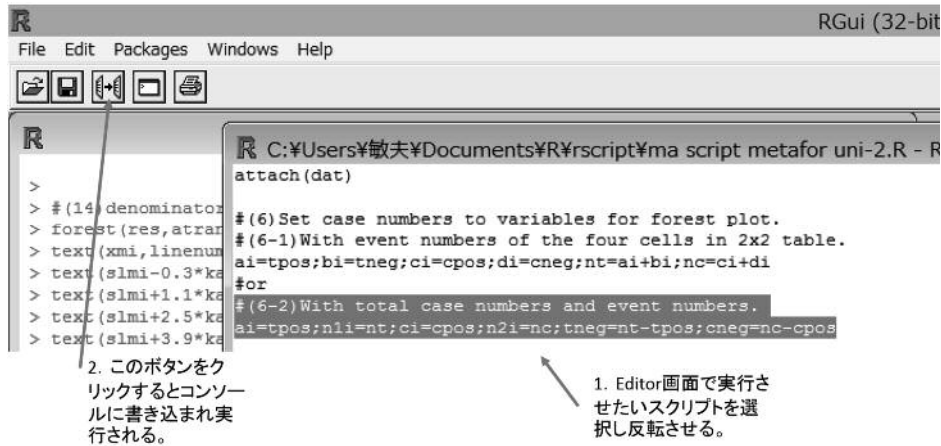 RGui (32-bit
File Edit Packages Windows Help
C:¥Users¥敏夫¥Documents¥R¥rscript¥ma script metafor uni-2.R - R
>
> #(14)denominator
> forest(res,atran
> text(xmi,linenum
> text(slmi-0.3*ka
> text(slmi+1.1*ka
> text(slmi+2.5*ka
> text(slmi+3.9*ka
attach(dat)
#(6)Set case numbers to variables for forest plot.
#(6-1)With event numbers of the four cells in 2x2 table.
ai=tpos;bi=tneg;ci=cpos;di=cneg;nt=ai+bi;nc=ci+di
#or
#(6-2)With total case numbers and event numbers.
ai=tpos;n1i=nt;ci=cpos;n2i=nc;tneg=nt-tpos;cneg=nc-cpos
2. このボタンをク
リックするとコンソー
ルに書き込まれ実
行される。
1. Editor画面で実行さ
せたいスクリプトを選
択し反転させる。